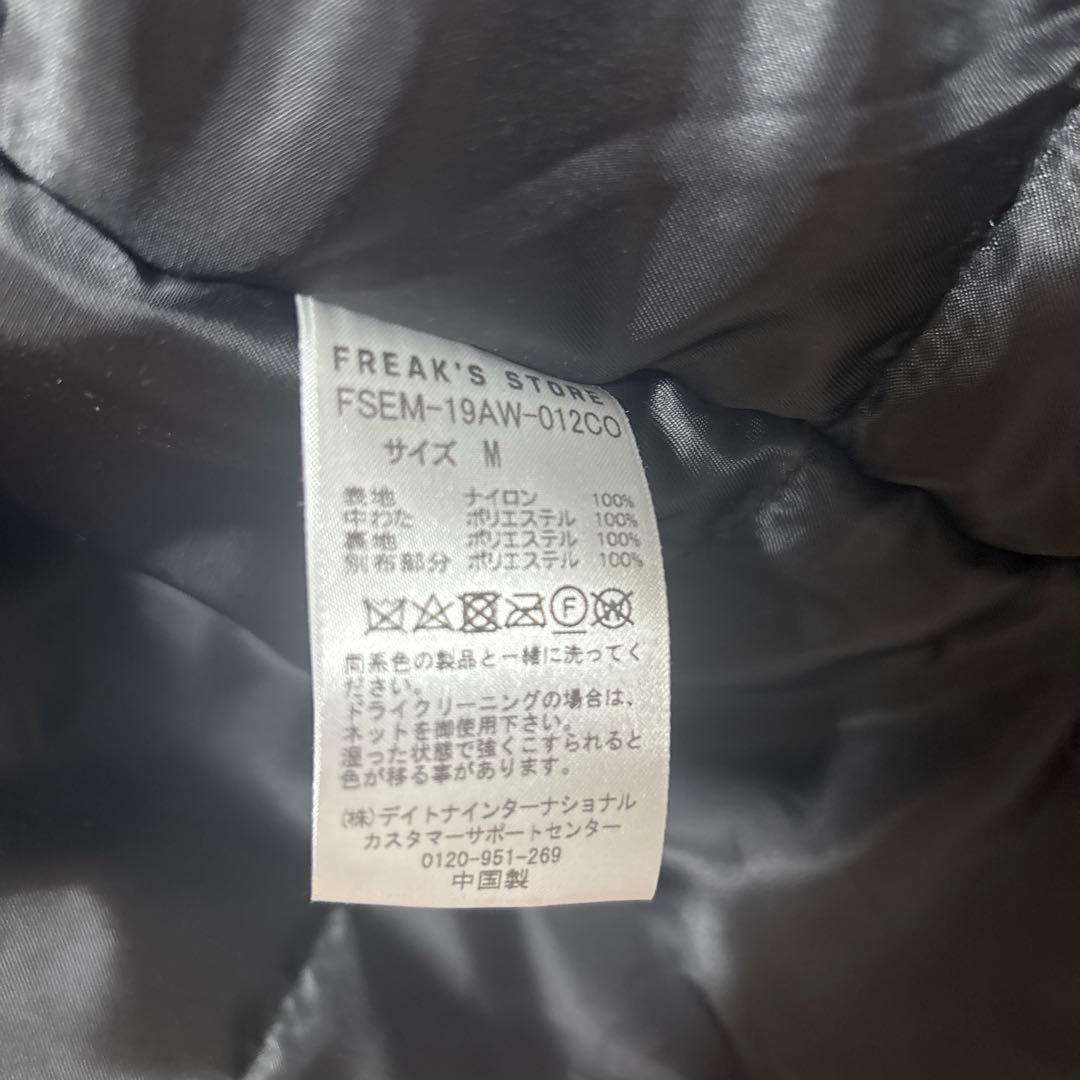 FREAK'S STORE
FSEM-19AW-012CO
サイズ M
表地 ナイロン 100%
中わた ポリエステル 100%
裏地 ポリエステル 100%
別布部分 ポリエステル 100%
F W
同系色の製品と一緒に洗ってく
ださい。
ドライクリーニングの場合は、
ネットを御使用下さい。
湿った状態で強くこすられると
色が移る事があります。
(株)デイトナインターナショナル
カスタマーサポートセンター
0120-951-269
中国製